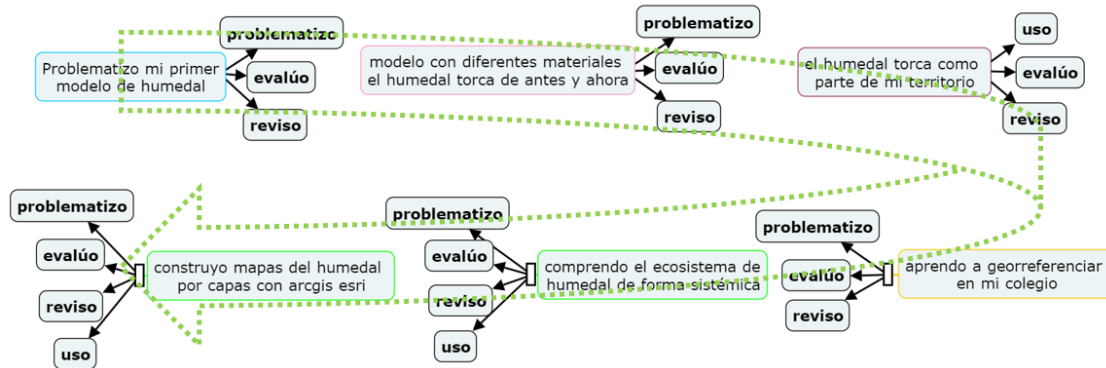 problematizo
Problematizo mi primer
modelo de humedal
evalúo
reviso
problematizo
modelo con diferentes materiales
el humedal torca de antes y ahora
evalúo
reviso
uso
el humedal torca como
parte de mi territorio
evalúo
reviso
problematizo
evalúo
construyo mapas del humedal
por capas con arcgis esri
reviso
uso
problematizo
evalúo
comprendo el ecosistema de
humedal de forma sistémica
reviso
uso
problematizo
evalúo
aprendo a georreferenciar
en mi colegio
reviso